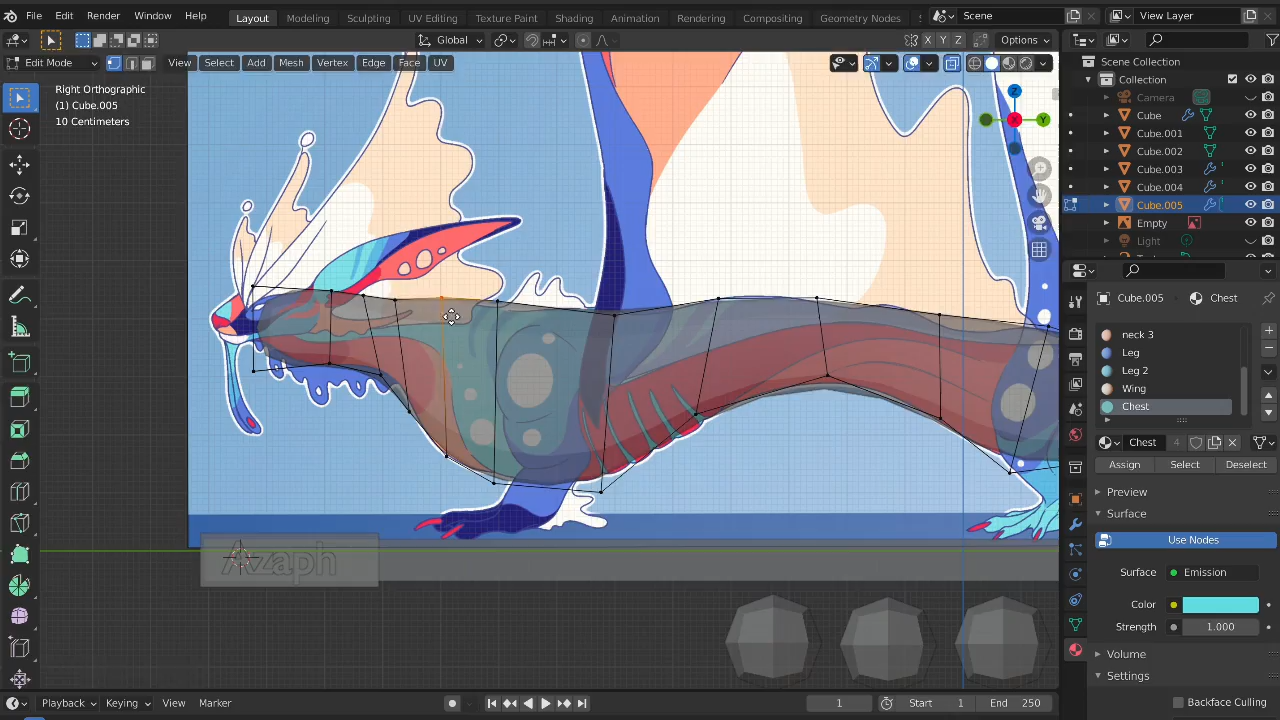 File Edit Render Window Help Layout Modeling Sculpting UV Editing Texture Paint Shading Animation Rendering Compositing Geometry Nodes Scene View Layer
Global X Y Z Options
Edit Mode View Select Add Mesh Vertex Edge Face UV
Right Orthographic
(1) Cube.005
10 Centimeters
Z
X
Y
Azaph
Scene Collection
Collection
Camera
Cube
Cube.001
Cube.002
Cube.003
Cube.004
Cube.005
Empty
Light
Cube.005 Chest
neck 3
Leg
Leg 2
Wing
Chest
Chest 4
Assign Select Deselect
Preview
Surface
Use Nodes
Surface Emission
Color
Strength 1.000
Volume
Settings
Backface Culling
Playback Keying View Marker 1 Start 1 End 250